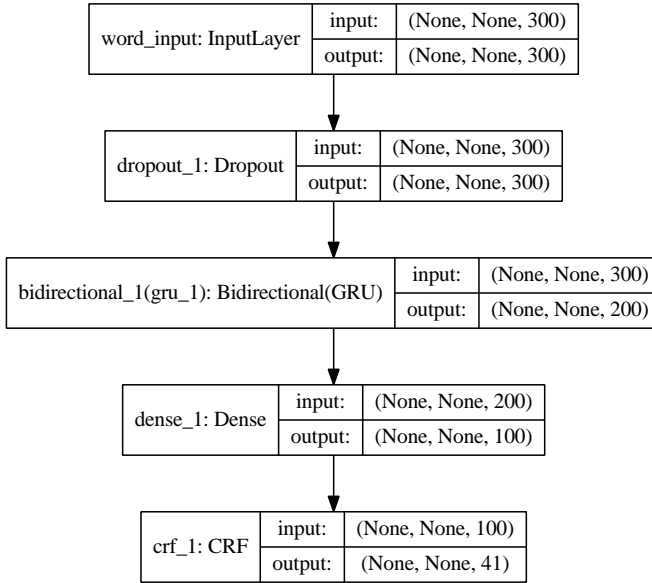 word_input: InputLayer
input: (None, None, 300)
output: (None, None, 300)
dropout_1: Dropout
input: (None, None, 300)
output: (None, None, 300)
bidirectional_1(gru_1): Bidirectional(GRU)
input: (None, None, 300)
output: (None, None, 200)
dense_1: Dense
input: (None, None, 200)
output: (None, None, 100)
crf_1: CRF
input: (None, None, 100)
output: (None, None, 41)